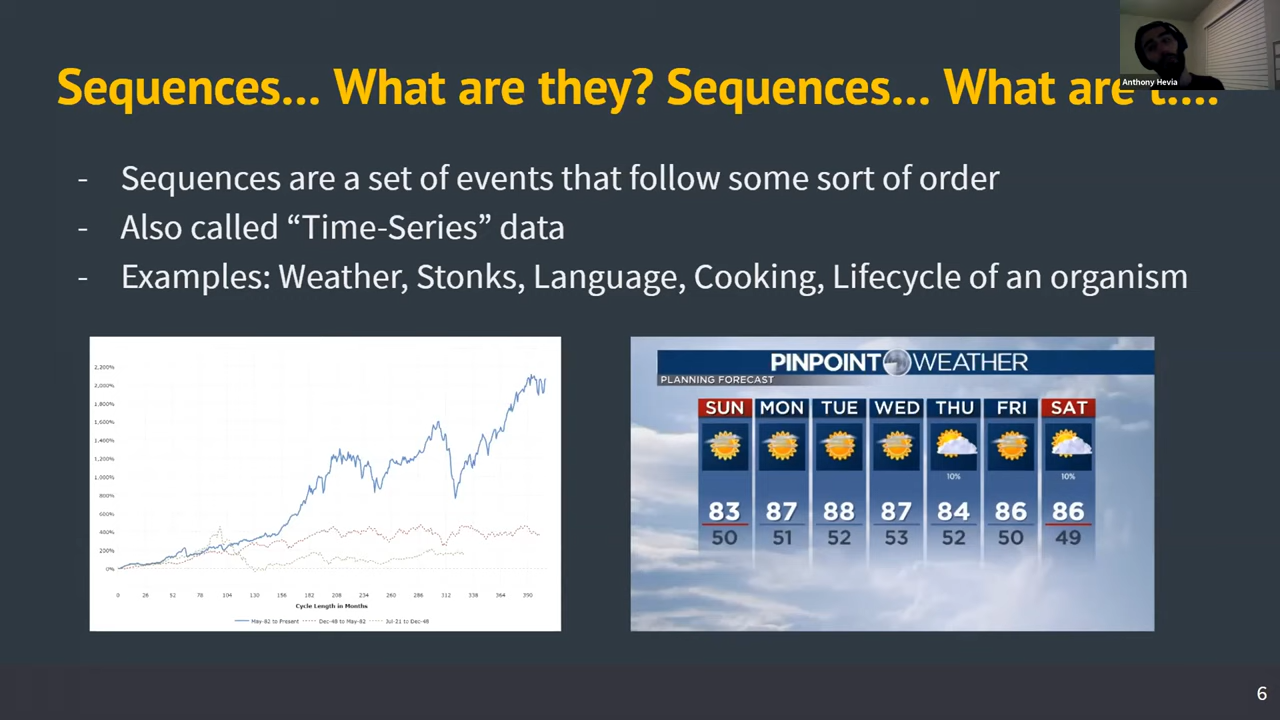 Sequences... What are they? Sequences... What are t....
Anthony Hevia
- Sequences are a set of events that follow some sort of order
- Also called “Time-Series” data
- Examples: Weather, Stonks, Language, Cooking, Lifecycle of an organism
2,200%
2,000%
1,800%
1,600%
1,400%
1,200%
1,000%
800%
600%
400%
200%
0%
0 26 52 78 104 130 156 182 208 234 260 286 312 338 364 390
Cycle Length in Months
May-82 to Present Dec-48 to May-82 Jul-21 to Dec-48
PINPOINT WEATHER
PLANNING FORECAST
SUN MON TUE WED THU FRI SAT
10% 10%
83 87 88 87 84 86 86
50 51 52 53 52 50 49
6